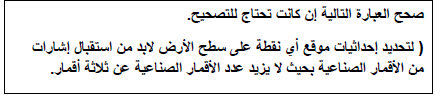 صحح العبارة التالية إن كانت تحتاج للتصحيح.
( لتحديد إحداثيات موقع أي نقطة على سطح الأرض لابد من استقبال إشارات
من الأقمار الصناعية بحيث لا يزيد عدد الأقمار الصناعية عن ثلاثة أقمار.